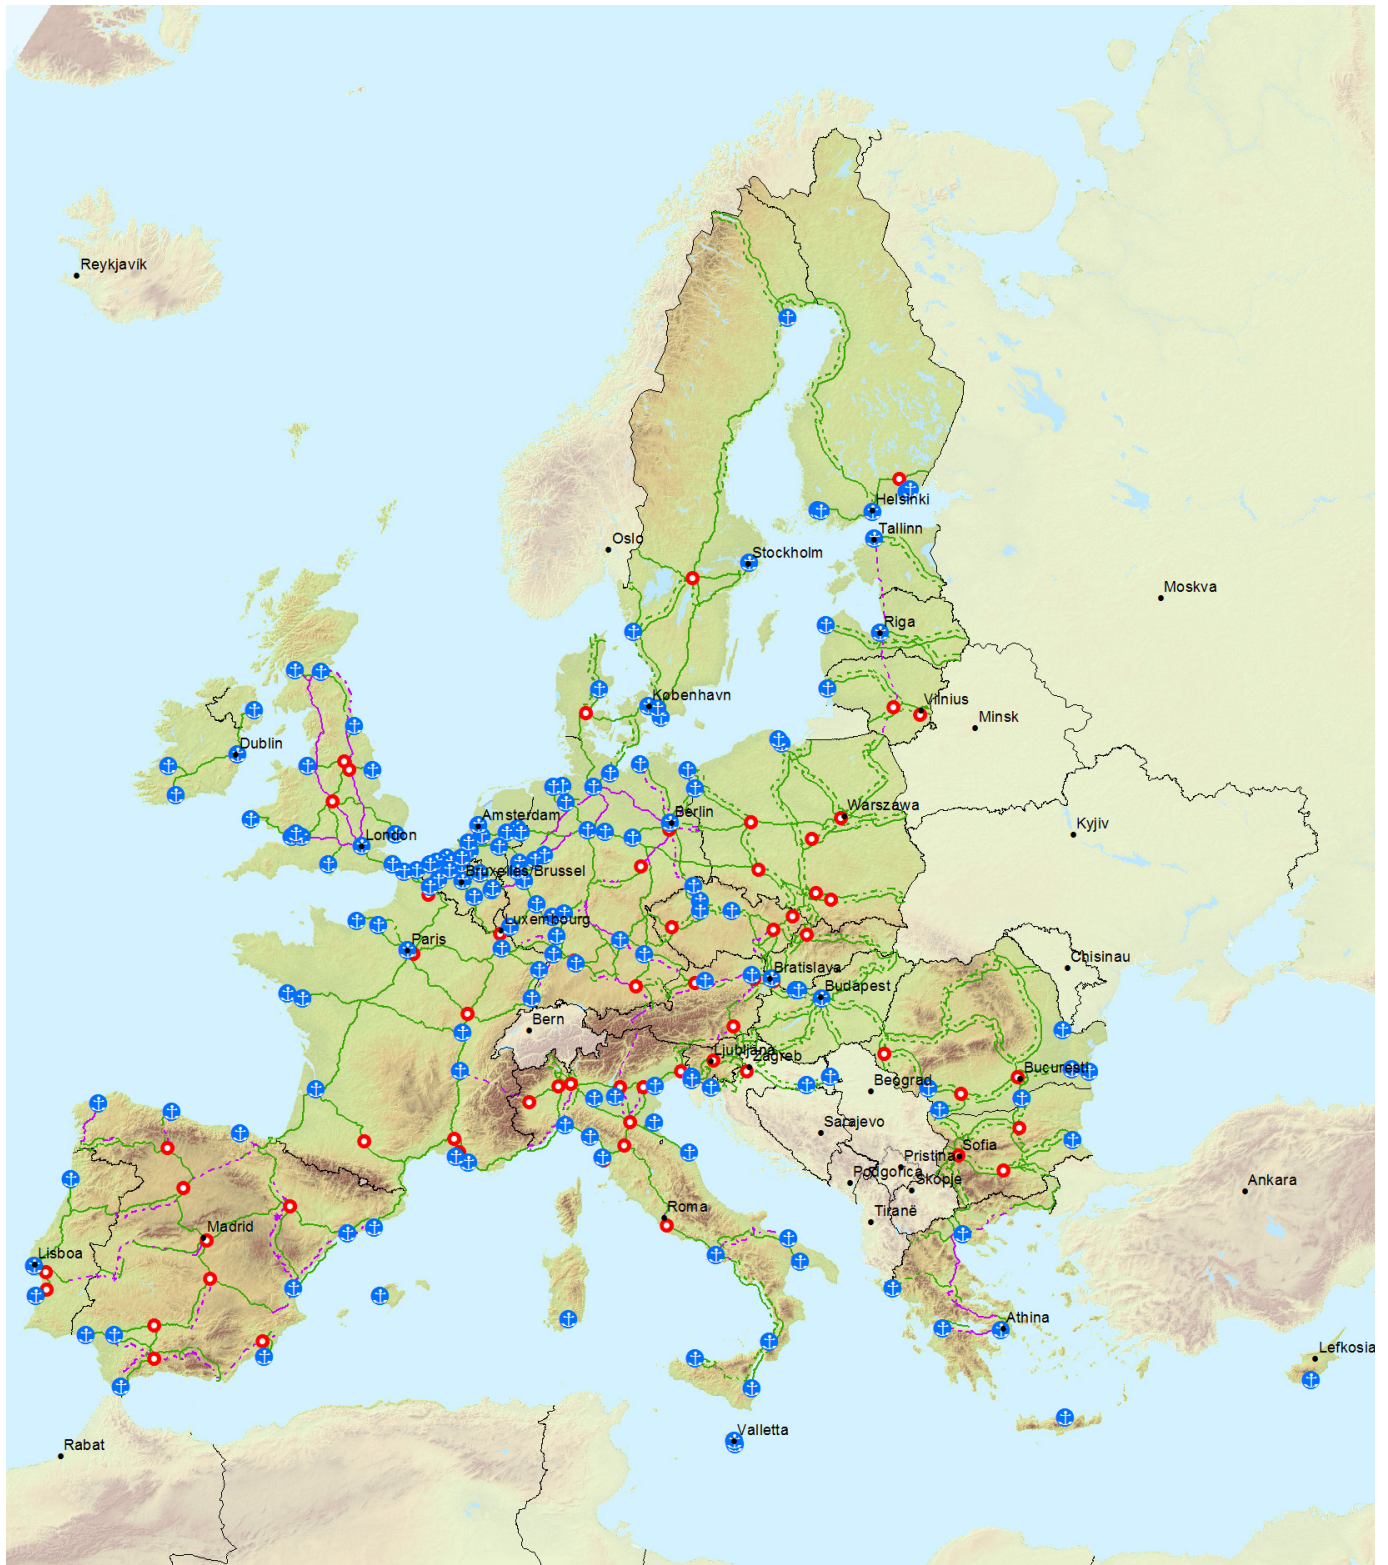 Reykjavík
Helsinki
Tallinn
Oslo
Stockholm
Moskva
Riga
København
Vilnius
Minsk
Dublin
Amsterdam
Berlin
Warszawa
Kyjiv
London
Bruxelles/Brussel
Luxembourg
Paris
Chisinau
Bratislava
Budapest
Bern
Ljubljana
Zagreb
Bucuresti
Beograd
Sarajevo
Sofia
Pristina
Podgorica
Skopje
Ankara
Roma
Tiranë
Madrid
Lisboa
Athina
Lefkosia
Valletta
Rabat